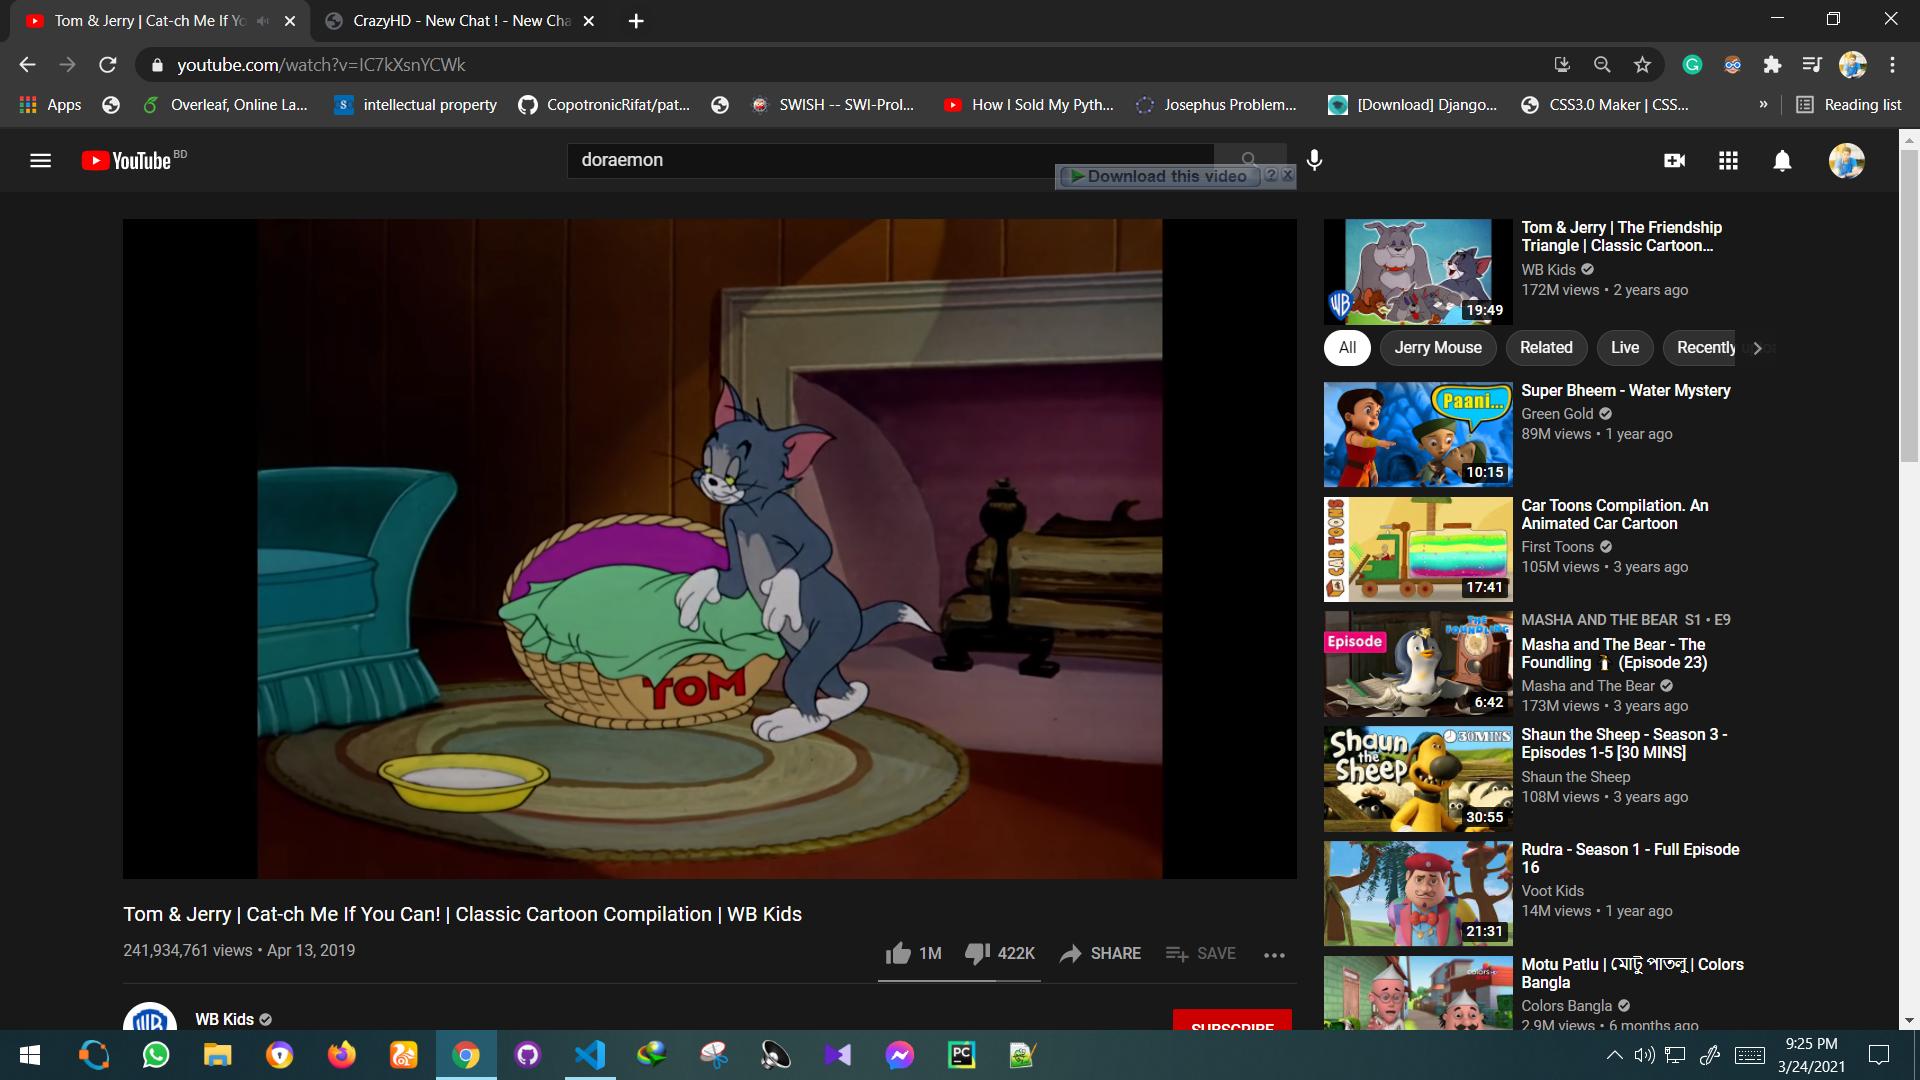 Tom & Jerry | Cat-ch Me If Yo
CrazyHD - New Chat ! - New Cha
youtube.com/watch?v=IC7kXsnYCWk
Apps
Overleaf, Online La...
intellectual property
CopotronicRifat/pat...
SWISH -- SWI-Prol...
How I Sold My Pyth...
Josephus Problem...
[Download] Django...
CSS3.0 Maker | CSS...
»
Reading list
YouTube BD
doraemon
Download this video ? X
TOM
Tom & Jerry | Cat-ch Me If You Can! | Classic Cartoon Compilation | WB Kids
241,934,761 views • Apr 13, 2019
1M
422K
SHARE
SAVE
WB Kids
SUBSCRIBE
WB
19:49
Tom & Jerry | The Friendship
Triangle | Classic Cartoon...
WB Kids
172M views • 2 years ago
All
Jerry Mouse
Related
Live
Recently
Paani...
10:15
Super Bheem - Water Mystery
Green Gold
89M views • 1 year ago
CAR TOONS
17:41
Car Toons Compilation. An
Animated Car Cartoon
First Toons
105M views • 3 years ago
Episode
THE FOUNDLING
6:42
MASHA AND THE BEAR S1 • E9
Masha and The Bear - The
Foundling (Episode 23)
Masha and The Bear
173M views • 3 years ago
Shaun the Sheep
30MINS
30:55
Shaun the Sheep - Season 3 -
Episodes 1-5 [30 MINS]
Shaun the Sheep
108M views • 3 years ago
21:31
Rudra - Season 1 - Full Episode
16
Voot Kids
14M views • 1 year ago
Motu Patlu | মোটু পাতলু | Colors
Bangla
Colors Bangla
2.9M views • 6 months ago
9:25 PM
3/24/2021